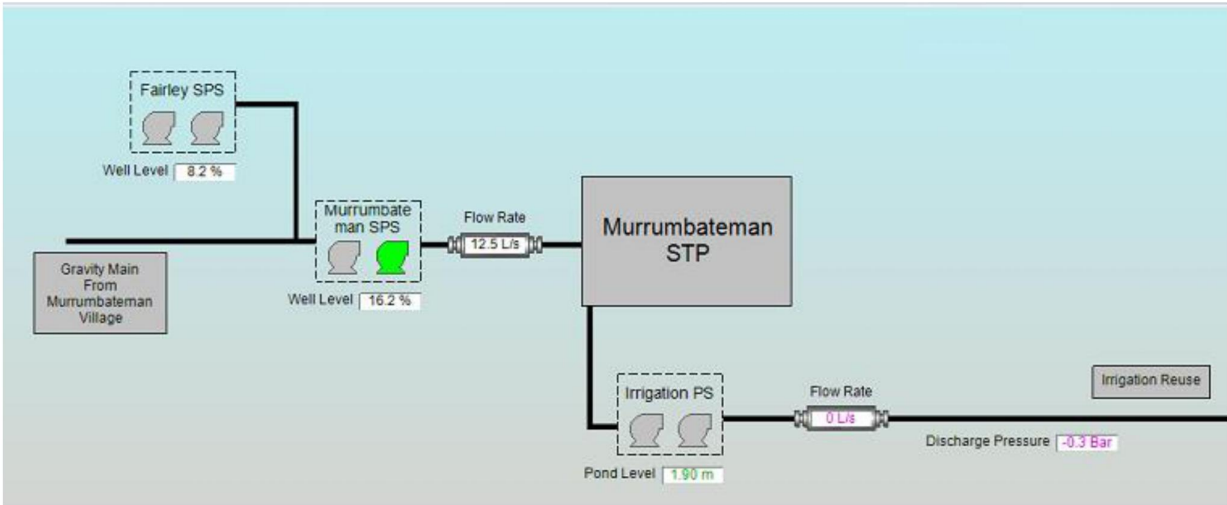 Fairley SPS
Well Level 8.2 %
Murrumbate
man SPS
Well Level 16.2 %
Flow Rate
12.5 L/s
Gravity Main
From
Murrumbateman
Village
Murrumbateman
STP
Irrigation PS
Pond Level 1.90 m
Flow Rate
0 L/s
Discharge Pressure -0.3 Bar
Irrigation Reuse